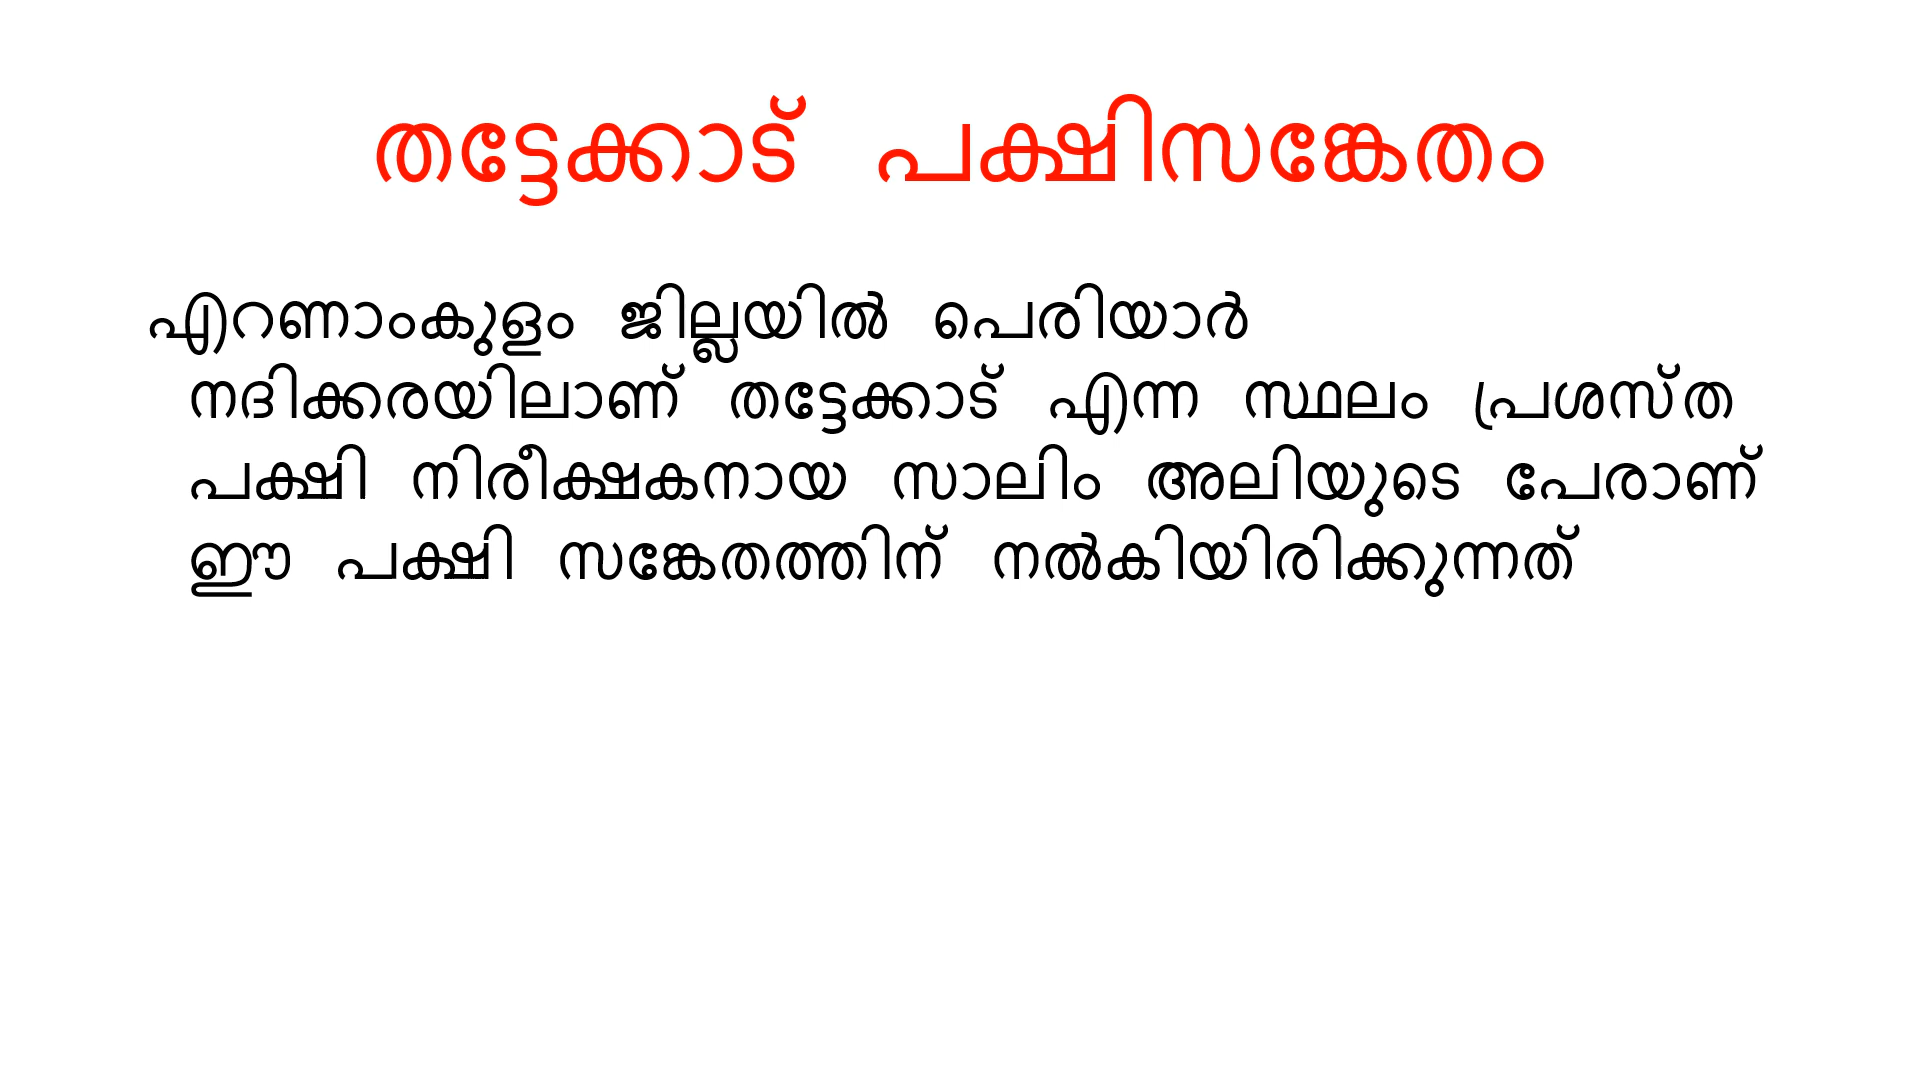 തട്ടേക്കാട് പക്ഷിസങ്കേതം
എറണാംകുളം ജില്ലയിൽ പെരിയാർ
നദിക്കരയിലാണ് തട്ടേക്കാട് എന്ന സ്ഥലം പ്രശസ്ത
പക്ഷി നിരീക്ഷകനായ സാലിം അലിയുടെ പേരാണ്
ഈ പക്ഷി സങ്കേതത്തിന് നൽകിയിരിക്കുന്നത്